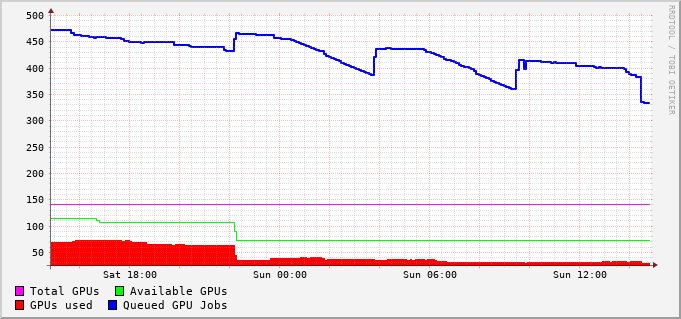 500
450
400
350
300
250
200
150
100
50
Sat 18:00 Sun 00:00 Sun 06:00 Sun 12:00
Total GPUs Available GPUs
GPUs used Queued GPU Jobs
RRDTOOL / TOBI OETIKER